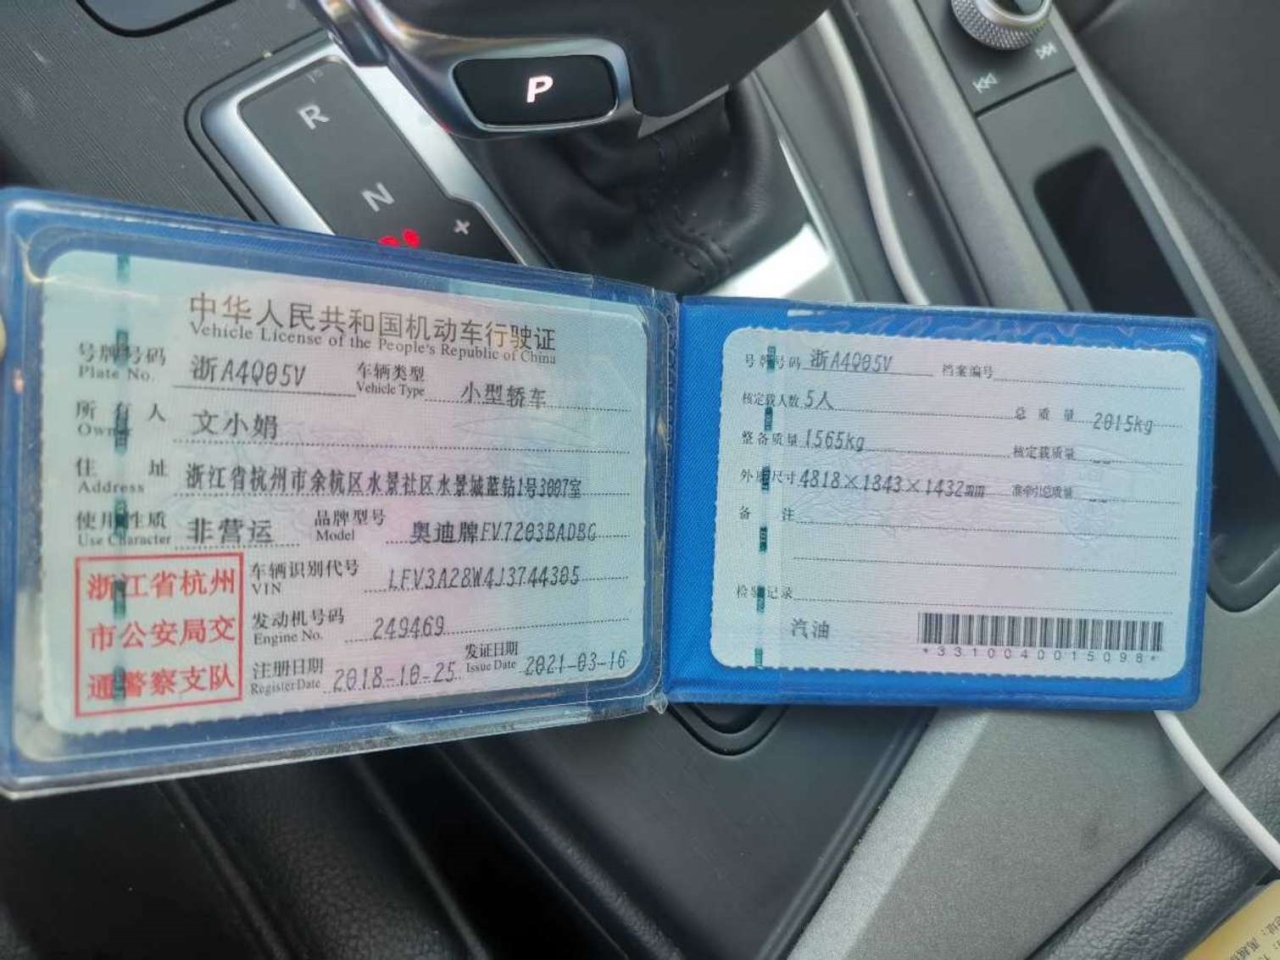 P
R
N
+
中华人民共和国机动车行驶证
Vehicle License of the People's Republic of China
号牌号码 浙A4Q05V 车辆类型 小型轿车
Plate No. Vehicle Type
所有人 文小娟
Owner
住址 浙江省杭州市余杭区水景社区水景城蓝钻1号3007室
Address
使用性质 非营运 品牌型号 奥迪牌FV7203BADBG
Use Character Model
浙江省杭州
市公安局交
通警察支队
车辆识别代号 LFV3A28W4J3744305
VIN
发动机号码 249469
Engine No.
注册日期 2018-10-25 发证日期 2021-03-16
Register Date Issue Date
号牌号码 浙A4Q05V 档案编号
核定载人数 5人 总质量 2015kg
整备质量 1565kg 核定载质量 --
外廓尺寸 4818×1843×1432 准牵引总质量 --
备注
检验记录
汽油
*3310040015098*